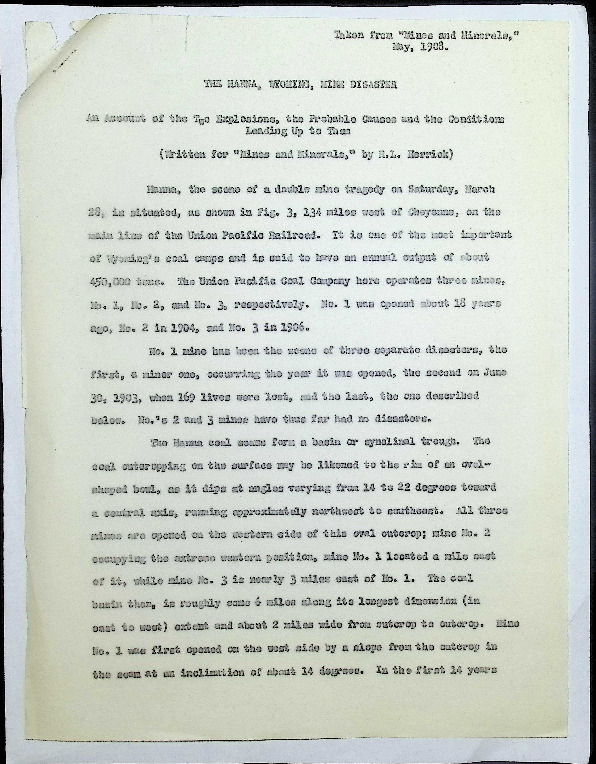 Taken from "Mines and Minerals,"
May, 1908.
THE HANNA, WYOMING, MINE DISASTER
An Account of the Two Explosions, the Probable Causes and the Conditions
Leading Up to Them
(Written for "Mines and Minerals," by R.L. Herrick)
Hanna, the scene of a double mine tragedy on Saturday, March
28, is situated, as shown in Fig. 3, 134 miles west of Cheyenne, on the
main line of the Union Pacific Railroad. It is one of the most important
of Wyoming's coal camps and is said to have an annual output of about
450,000 tons. The Union Pacific Coal Company here operates three mines,
No. 1, No. 2, and No. 3, respectively. No. 1 was opened about 18 years
ago, No. 2 in 1904, and No. 3 in 1906.
No. 1 mine has been the scene of three separate disasters, the
first, a minor one, occurring the year it was opened, the second on June
30, 1903, when 169 lives were lost, and the last, the one described
below. No.'s 2 and 3 mines have thus far had no disasters.
The Hanna coal seams form a basin or synclinal trough. The
coal outcropping on the surface may be likened to the rim of an oval-
shaped bowl, as it dips at angles varying from 14 to 22 degrees toward
a central axis, running approximately northwest to southeast. All three
mines are opened on the western side of this oval outcrop; mine No. 2
occupying the extreme western position, mine No. 1 located a mile east
of it, while mine No. 3 is nearly 3 miles east of No. 1. The coal
basin then, is roughly some 6 miles along its longest dimension (in
east to west) extent and about 2 miles wide from outcrop to outcrop. Mine
No. 1 was first opened on the west side by a slope from the outcrop in
the seam at an inclination of about 14 degrees. In the first 14 years